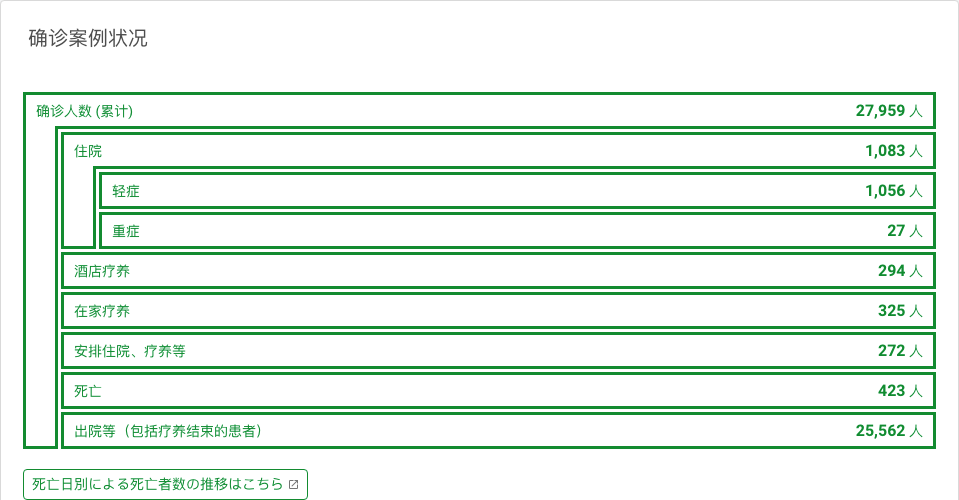 确诊案例状况
确诊人数 (累计) 27,959 人
住院 1,083 人
轻症 1,056 人
重症 27 人
酒店疗养 294 人
在家疗养 325 人
安排住院、疗养等 272 人
死亡 423 人
出院等（包括疗养结束的患者） 25,562 人
死亡日別による死亡者数の推移はこちら